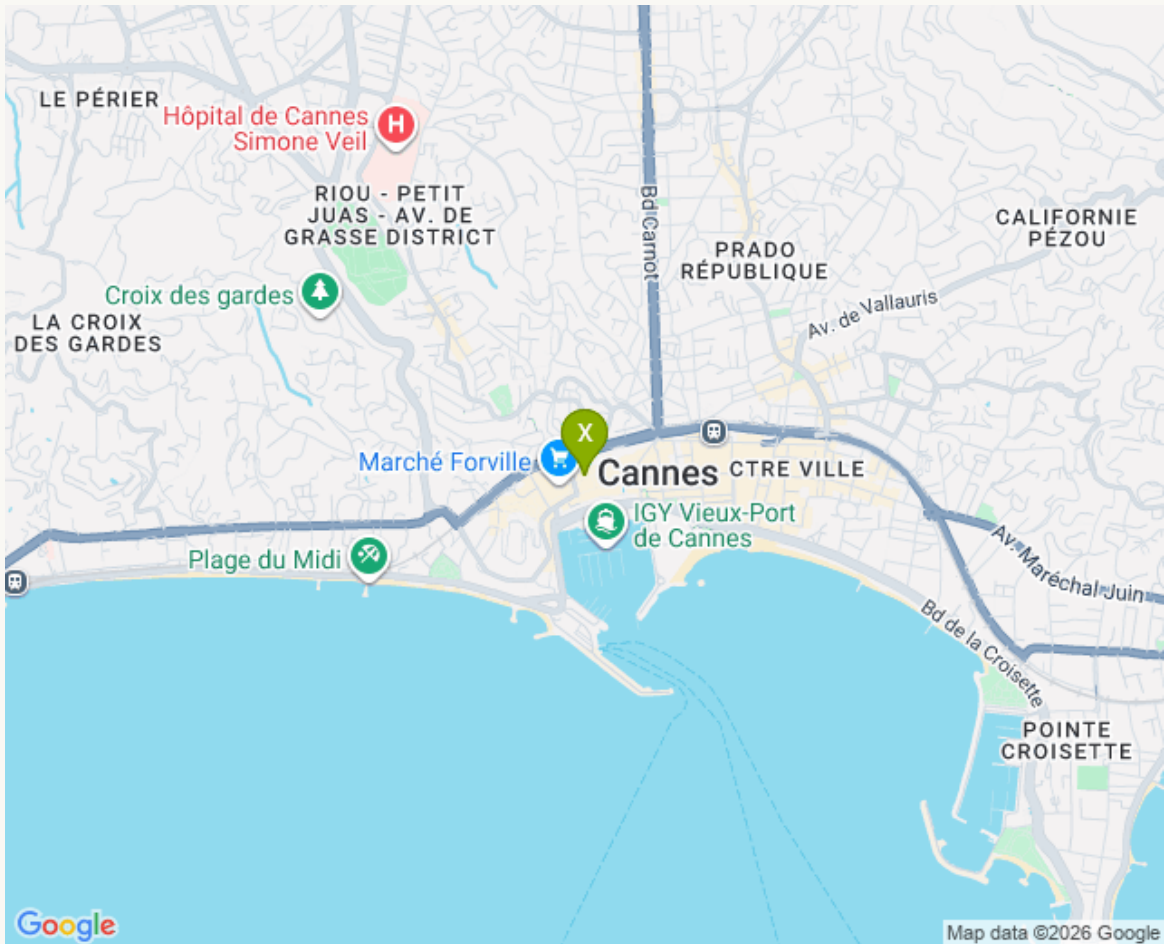 LE PÉRIER
Hôpital de Cannes
Simone Veil
H
RIOU - PETIT
JUAS - AV. DE
GRASSE DISTRICT
Bd Carnot
CALIFORNIE
PÉZOU
PRADO
RÉPUBLIQUE
Croix des gardes
Av. de Vallauris
LA CROIX
DES GARDES
X
Marché Forville
Cannes
CTRE VILLE
IGY Vieux-Port
de Cannes
Plage du Midi
Av. Maréchal Juin
Bd de la Croisette
POINTE
CROISETTE
Google
Map data ©2026 Google